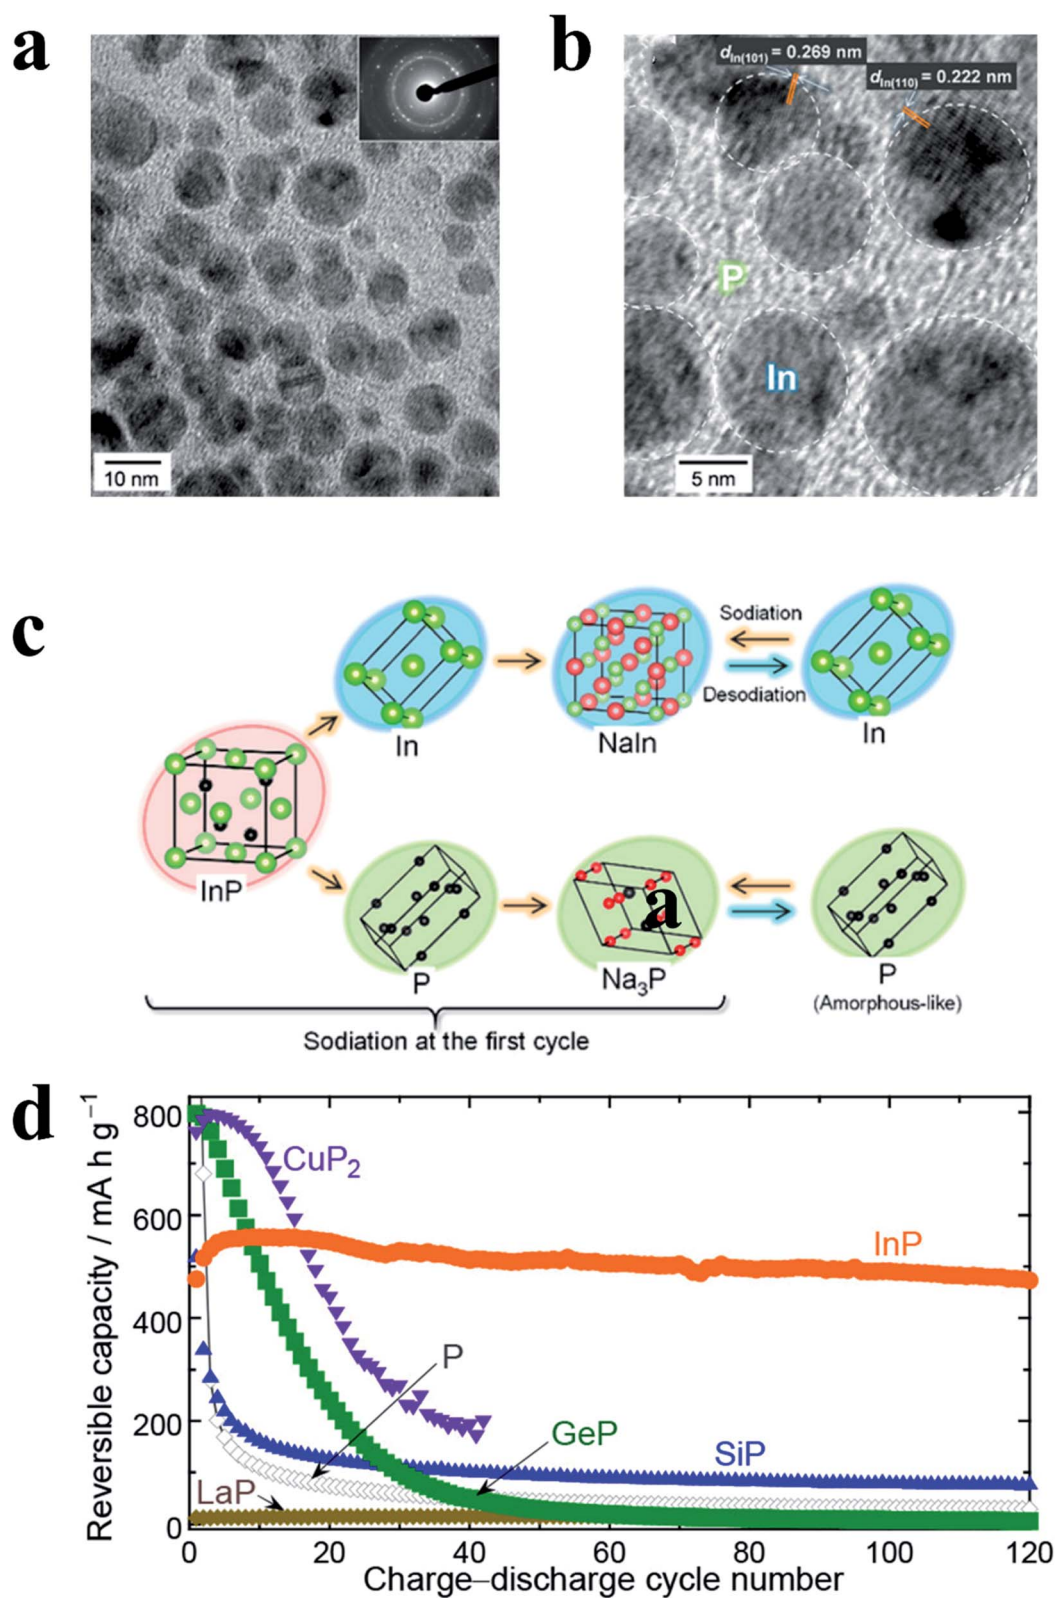 a
10 nm
b
dIn(101) = 0.269 nm
dIn(110) = 0.222 nm
P
In
5 nm
c
In
NaIn
Sodiation
Desodiation
In
InP
P
a
Na₃P
P
(Amorphous-like)
Sodiation at the first cycle
d
Reversible capacity / mA h g⁻¹
800
600
400
200
0
CuP₂
InP
P
GeP
SiP
LaP
0 20 40 60 80 100 120
Charge–discharge cycle number